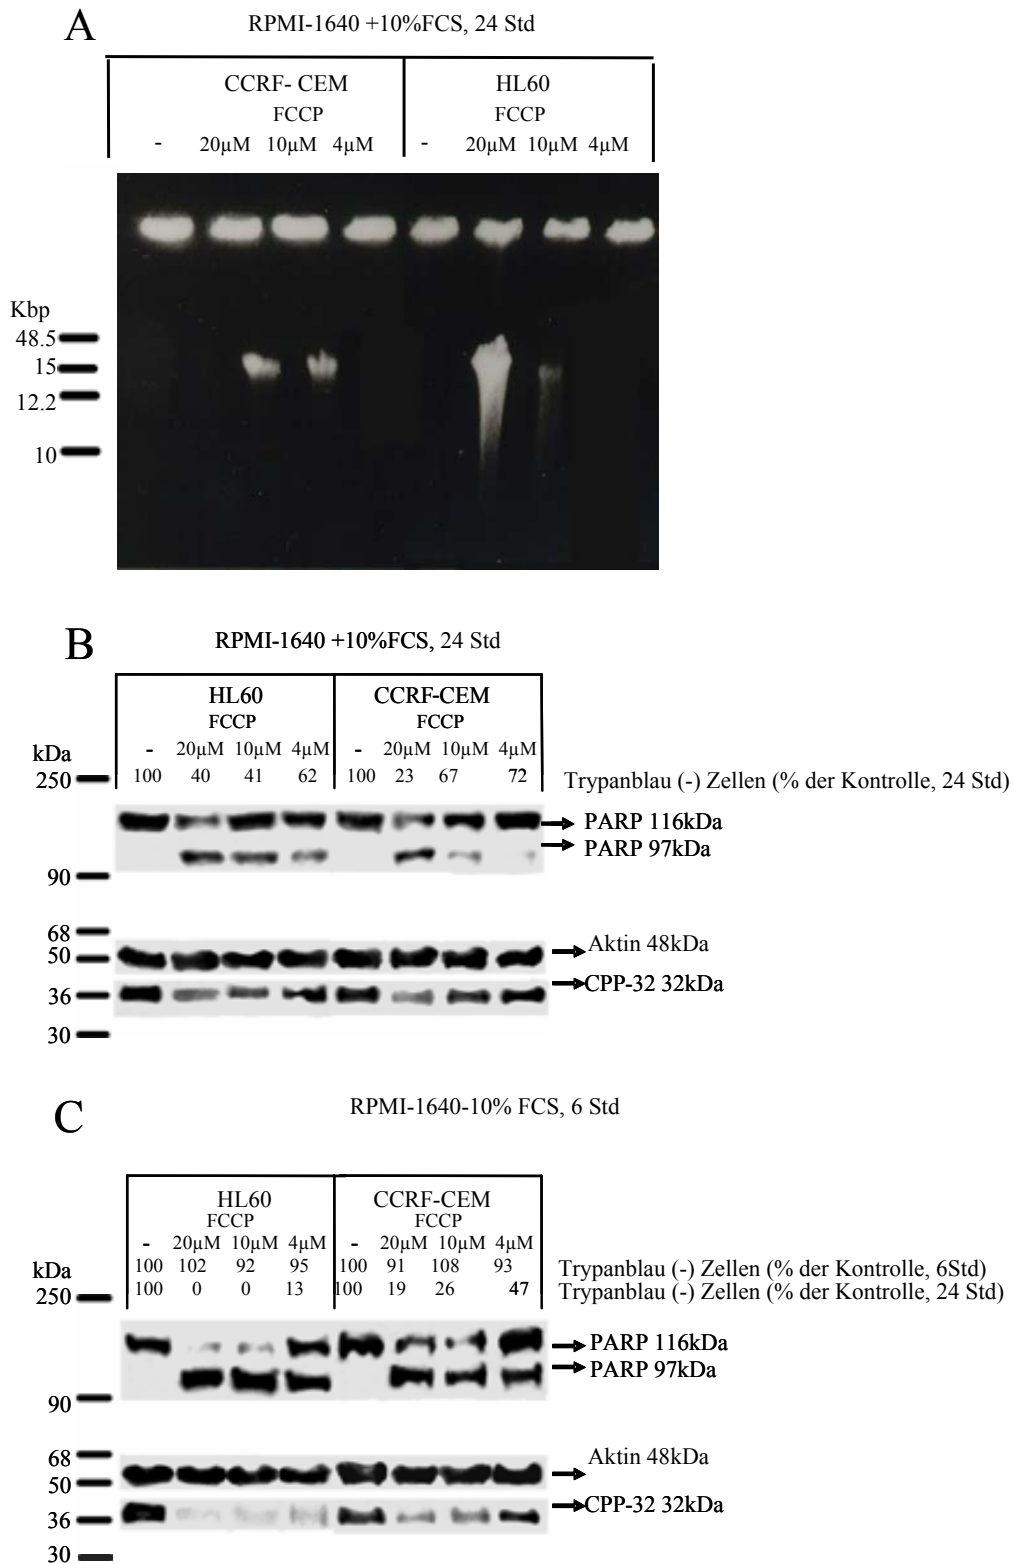 A
RPMI-1640 +10%FCS, 24 Std
CCRF- CEM HL60
FCCP FCCP
- 20µM 10µM 4µM - 20µM 10µM 4µM
Kbp
48.5
15
12.2
10
B
RPMI-1640 +10%FCS, 24 Std
HL60 CCRF-CEM
FCCP FCCP
kDa - 20µM 10µM 4µM - 20µM 10µM 4µM
250 100 40 41 62 100 23 67 72 Trypanblau (-) Zellen (% der Kontrolle, 24 Std)
PARP 116kDa
PARP 97kDa
90
68
Aktin 48kDa
50
CPP-32 32kDa
36
30
C
RPMI-1640-10% FCS, 6 Std
HL60 CCRF-CEM
FCCP FCCP
- 20µM 10µM 4µM - 20µM 10µM 4µM
kDa 100 102 92 95 100 91 108 93 Trypanblau (-) Zellen (% der Kontrolle, 6Std)
250 100 0 0 13 100 19 26 47 Trypanblau (-) Zellen (% der Kontrolle, 24 Std)
PARP 116kDa
PARP 97kDa
90
68
Aktin 48kDa
50
CPP-32 32kDa
36
30